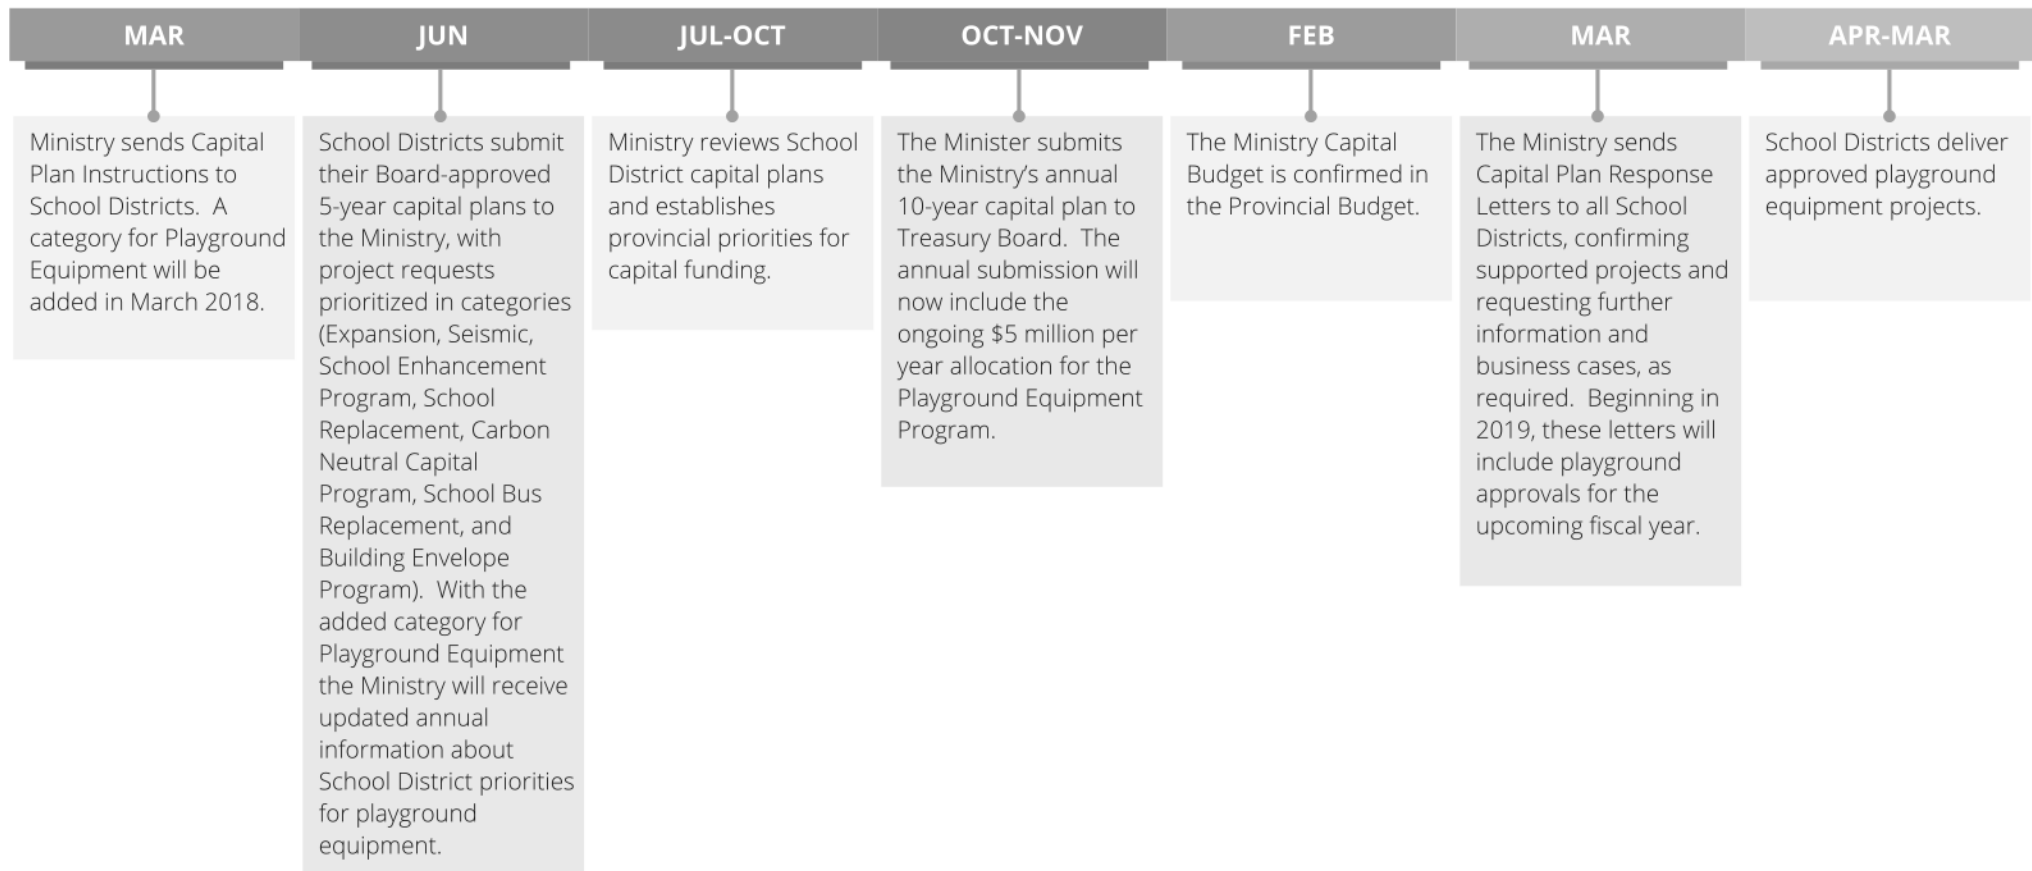 MAR
Ministry sends Capital
Plan Instructions to
School Districts.  A
category for Playground
Equipment will be
added in March 2018.
JUN
School Districts submit
their Board-approved
5-year capital plans to
the Ministry, with
project requests
prioritized in categories
(Expansion, Seismic,
School Enhancement
Program, School
Replacement, Carbon
Neutral Capital
Program, School Bus
Replacement, and
Building Envelope
Program).  With the
added category for
Playground Equipment
the Ministry will receive
updated annual
information about
School District priorities
for playground
equipment.
JUL-OCT
Ministry reviews School
District capital plans
and establishes
provincial priorities for
capital funding.
OCT-NOV
The Minister submits
the Ministry’s annual
10-year capital plan to
Treasury Board.  The
annual submission will
now include the
ongoing $5 million per
year allocation for the
Playground Equipment
Program.
FEB
The Ministry Capital
Budget is confirmed in
the Provincial Budget.
MAR
The Ministry sends
Capital Plan Response
Letters to all School
Districts, confirming
supported projects and
requesting further
information and
business cases, as
required.  Beginning in
2019, these letters will
include playground
approvals for the
upcoming fiscal year.
APR-MAR
School Districts deliver
approved playground
equipment projects.